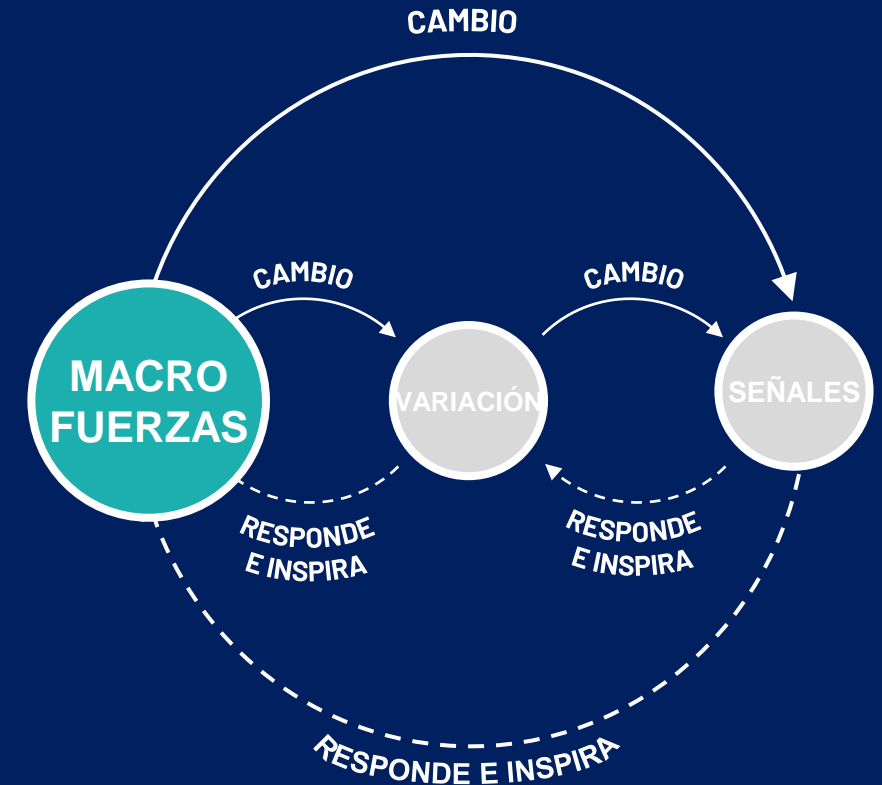 CAMBIO
CAMBIO
CAMBIO
MACRO
FUERZAS
VARIACIÓN
SEÑALES
RESPONDE
E INSPIRA
RESPONDE
E INSPIRA
RESPONDE E INSPIRA